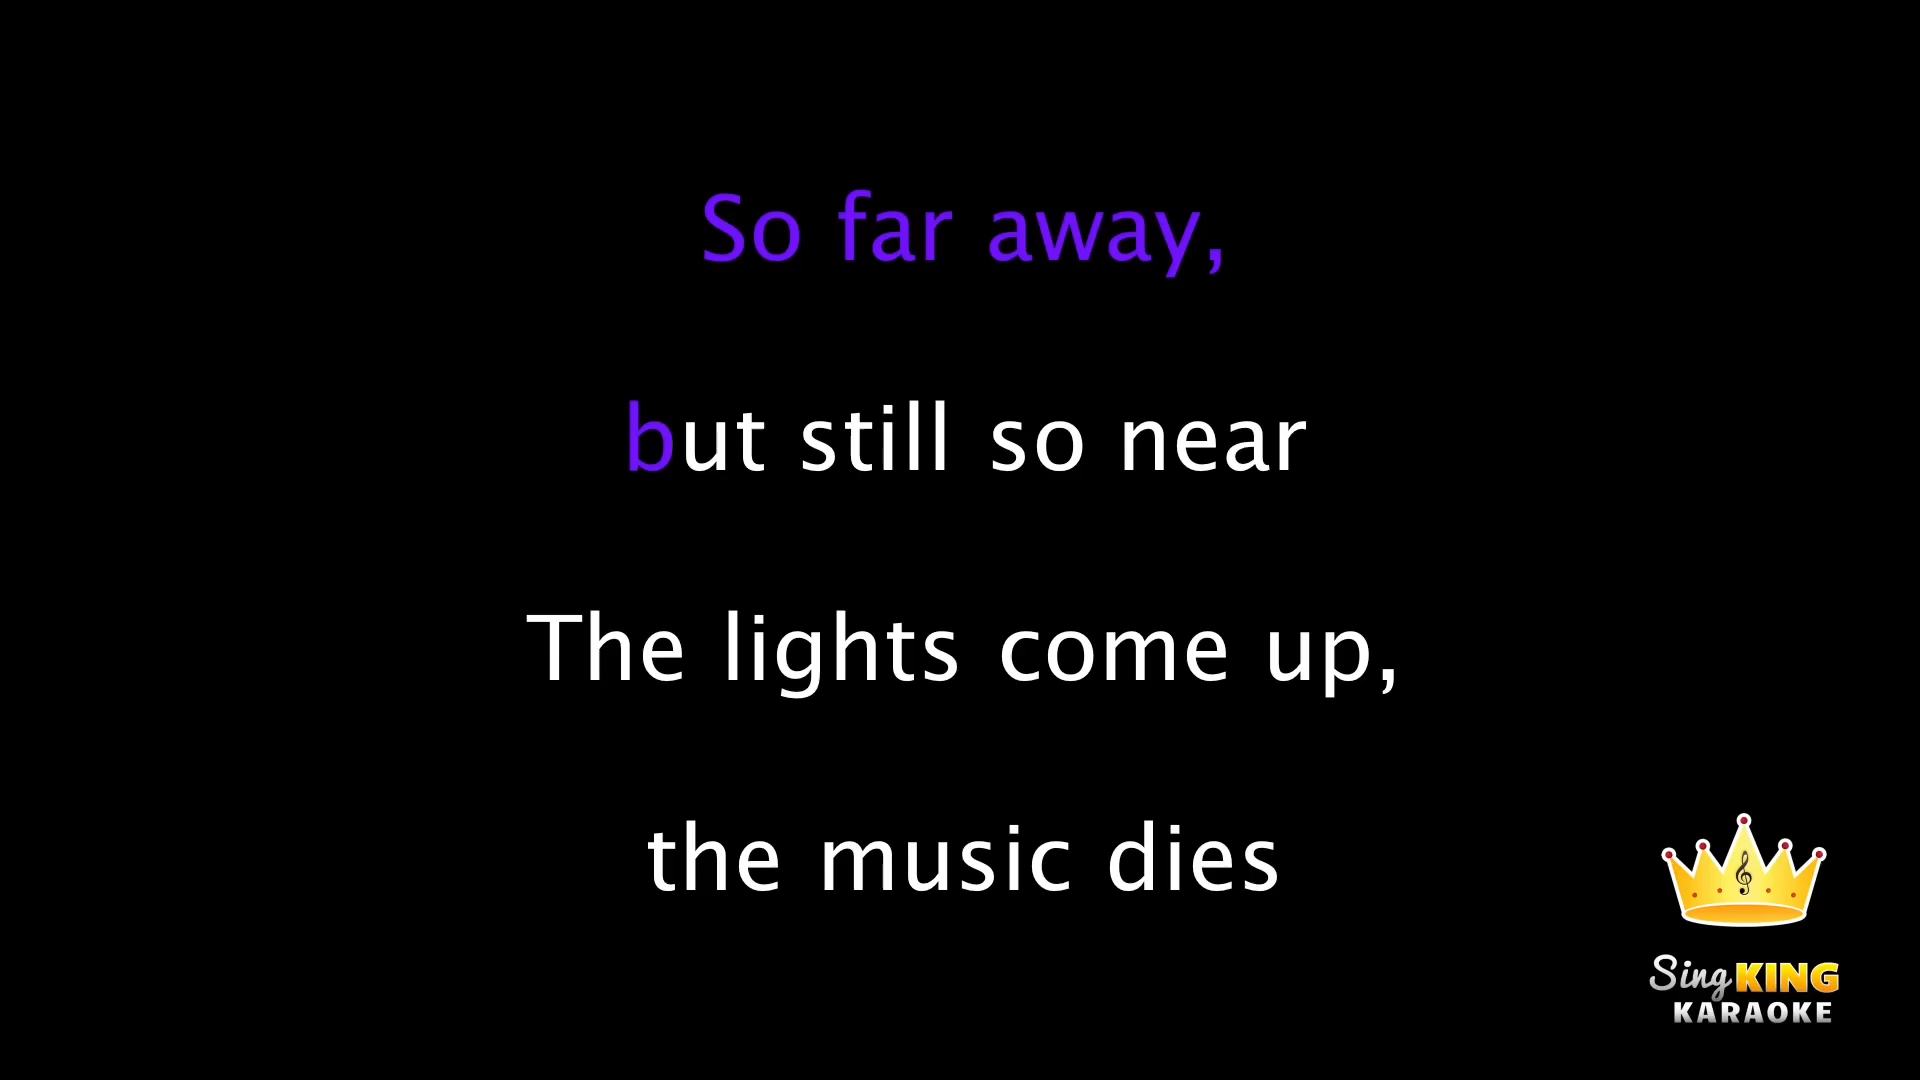 So far away,
but still so near
The lights come up,
the music dies
Sing KING
KARAOKE